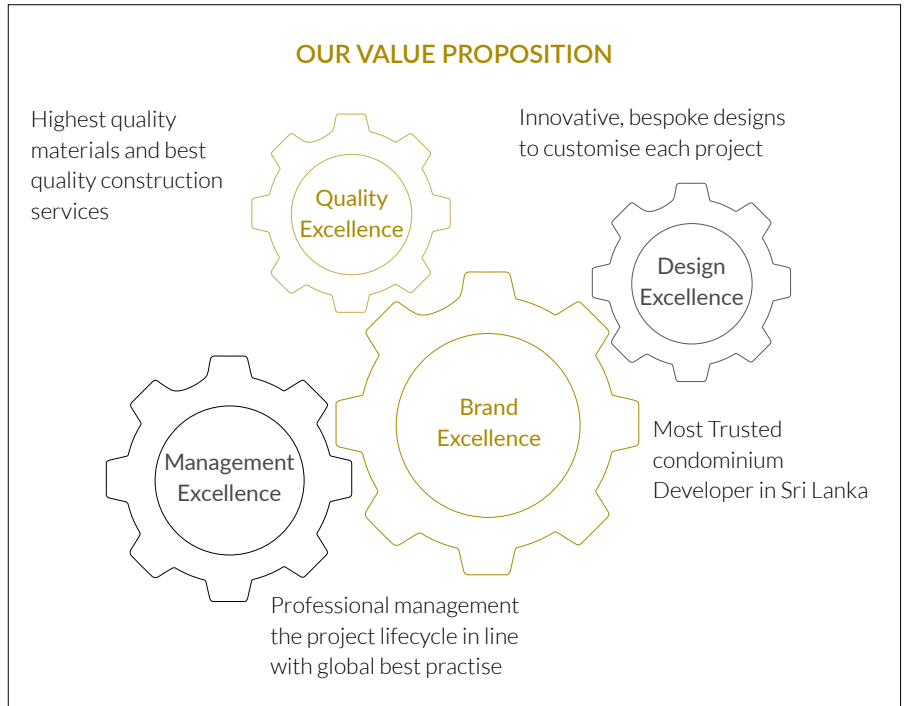 OUR VALUE PROPOSITION
Highest quality
materials and best
quality construction
services
Quality
Excellence
Innovative, bespoke designs
to customise each project
Design
Excellence
Brand
Excellence
Most Trusted
condominium
Developer in Sri Lanka
Management
Excellence
Professional management
the project lifecycle in line
with global best practise